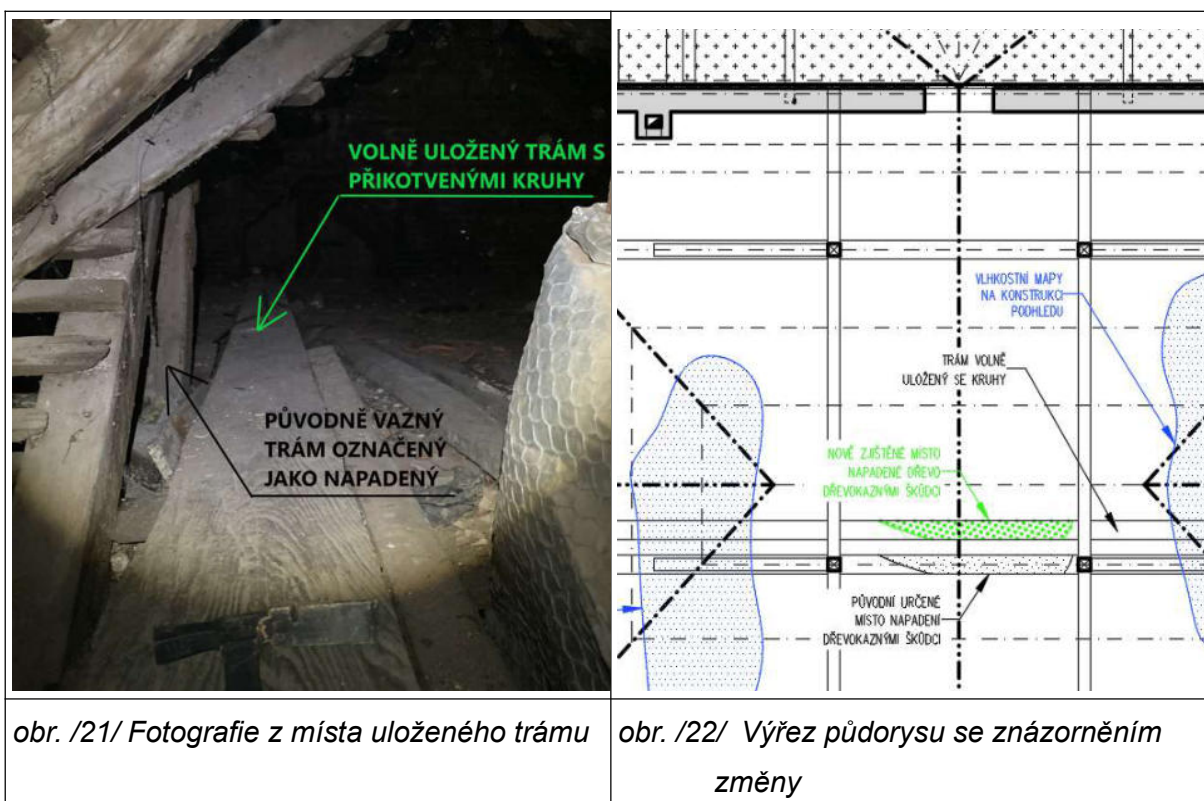 VOLNĚ ULOŽENÝ TRÁM S
PŘIKOTVENÝMI KRUHY
PŮVODNĚ VAZNÝ
TRÁM OZNAČENÝ
JAKO NAPADENÝ
VLHKOSTNÍ MAPY
NA KONSTRUKCI
PODHLEDU
TRÁM VOLNĚ
ULOŽENÝ SE KRUHY
NOVĚ ZJIŠTĚNÉ MÍSTO
NAPADENÉ DŘEVO
DŘEVOKAZNÝMI ŠKŮDCI
PŮVODNÍ URČENÉ
MÍSTO NAPADENÍ
DŘEVOKAZNÝMI ŠKŮDCI
obr. /21/ Fotografie z místa uloženého trámu
obr. /22/ Výřez půdorysu se znázorněním
změny